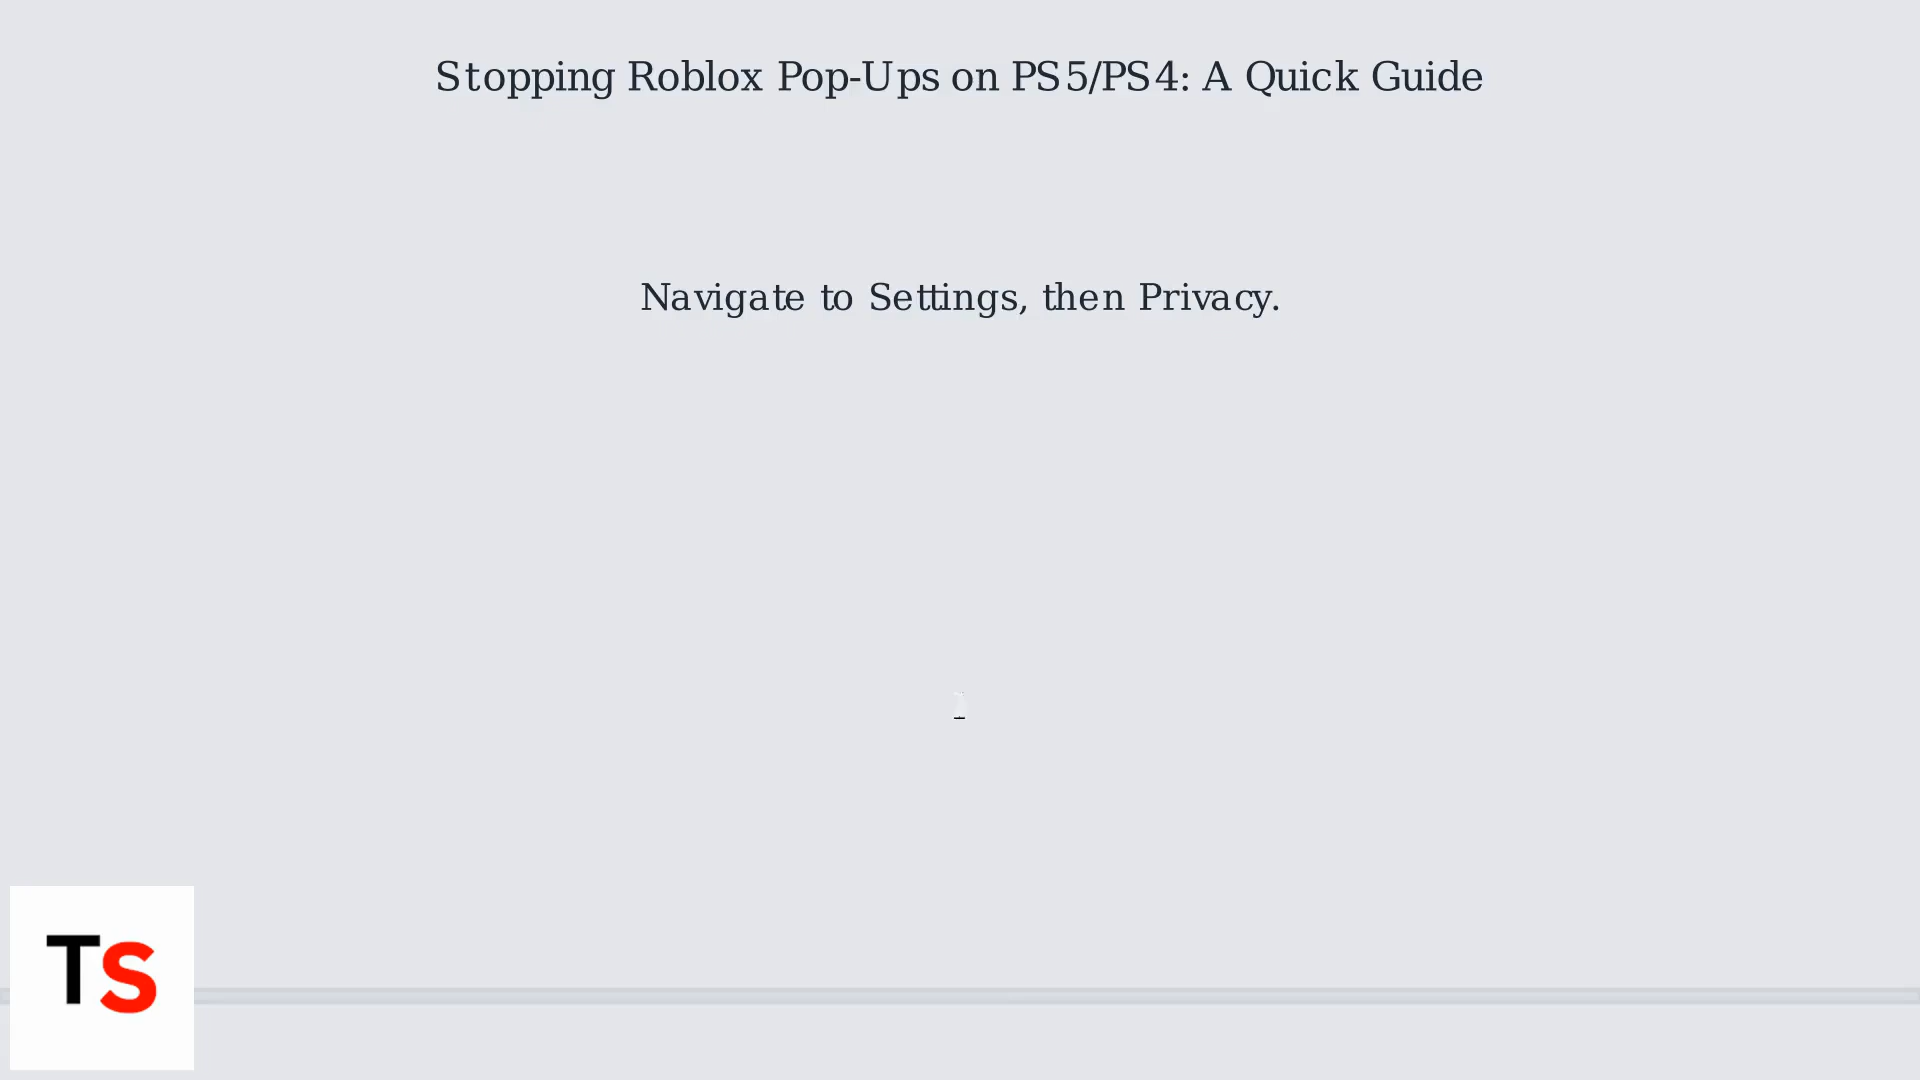 Stopping Roblox Pop-Ups on PS5/PS4: A Quick Guide
Navigate to Settings, then Privacy.
TS